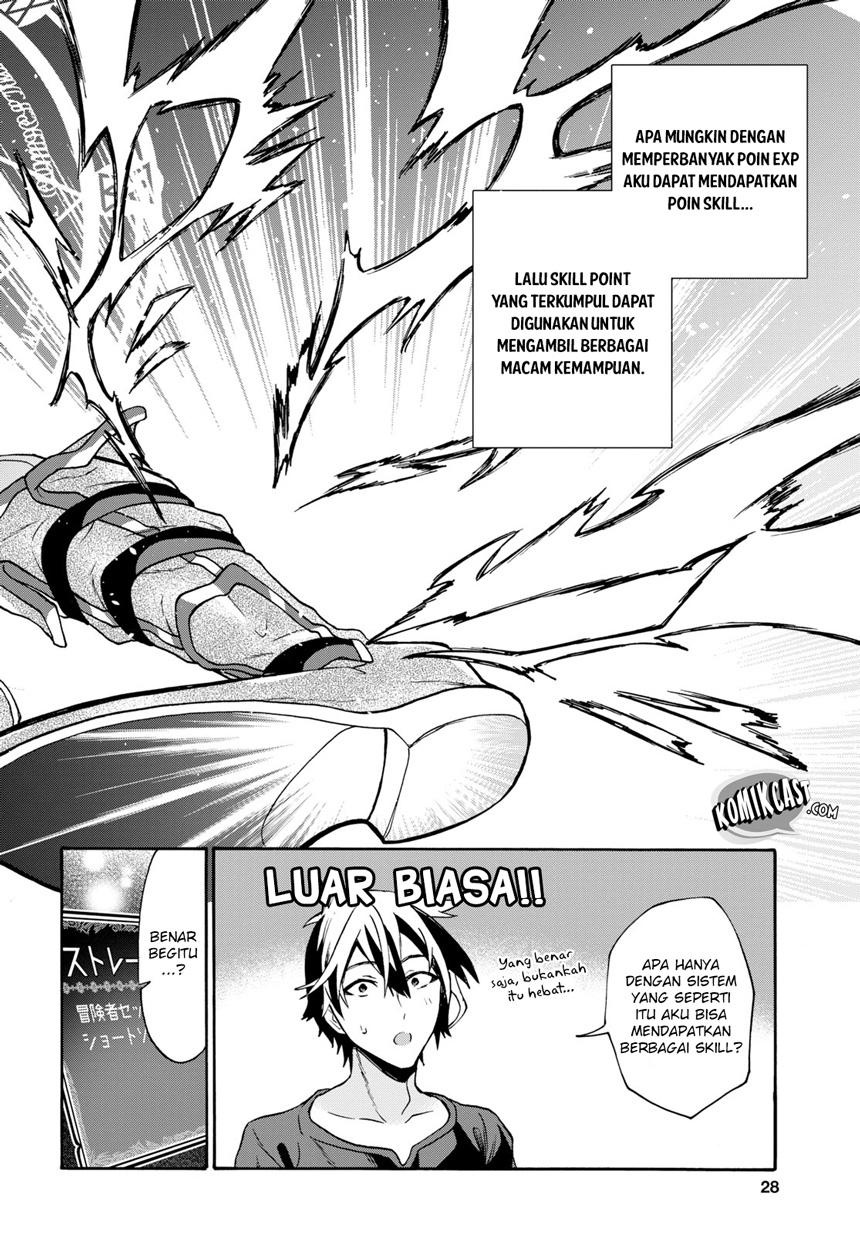 APA MUNGKIN DENGAN
MEMPERBANYAK POIN EXP
AKU DAPAT MENDAPATKAN
POIN SKILL...
LALU SKILL POINT
YANG TERKUMPUL DAPAT
DIGUNAKAN UNTUK
MENGAMBIL BERBAGAI
MACAM KEMAMPUAN.
KOMIKCAST
.COM
LUAR BIASA!!
APA HANYA
DENGAN SISTEM
YANG SEPERTI
ITU AKU BISA
MENDAPATKAN
BERBAGAI SKILL?
Yang benar
saja, bukankah
itu hebat...
BENAR
BEGITU
...?
ストレー
冒険者セッ
ショートソ
28